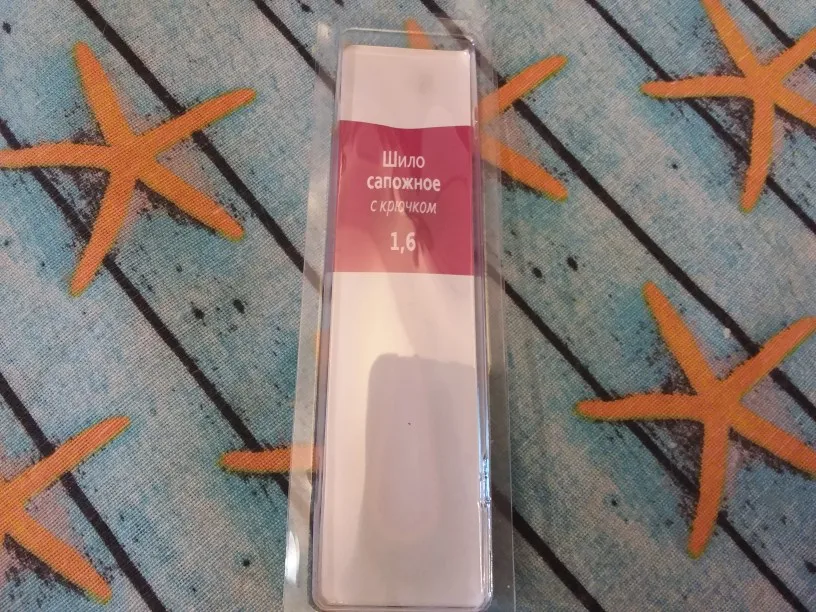 Шило
сапожное
с крючком
1,6